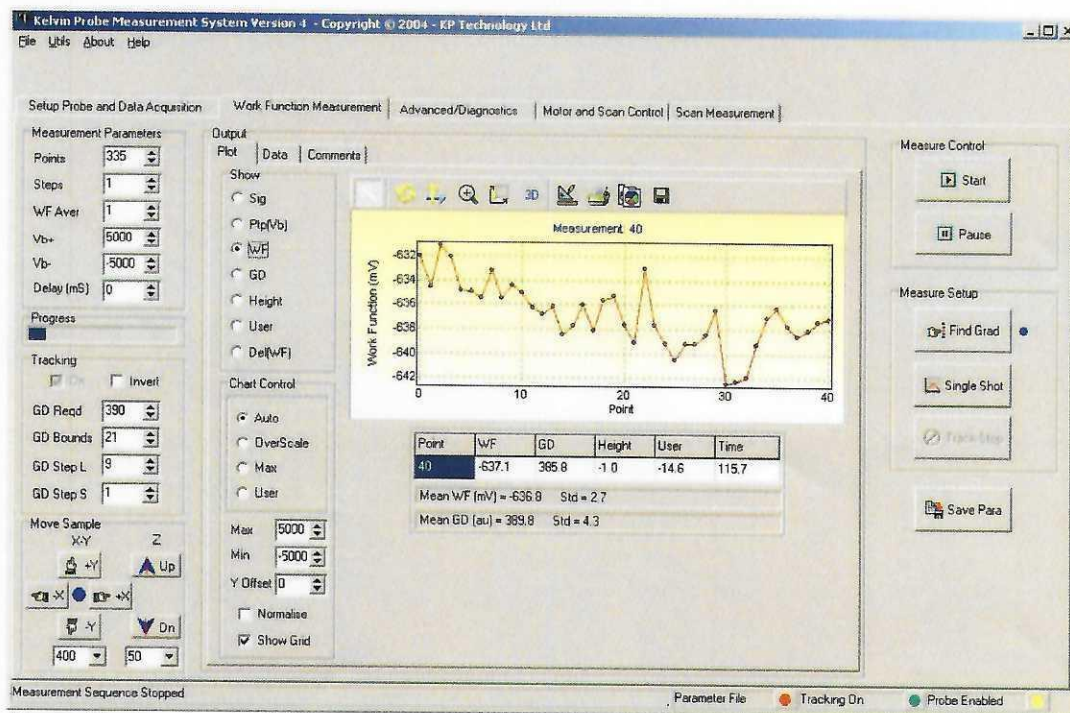 Kelvin Probe Measurement System Version 4 - Copyright © 2004 - KP Technology Ltd
File Utils About Help
Setup Probe and Data Acquisition
Work Function Measurement
Advanced/Diagnostics
Motor and Scan Control
Scan Measurement
Measurement Parameters
Points 335
Steps 1
WF Aver 1
Vb+ 5000
Vb- -5000
Delay (mS) 0
Progress
Tracking
On
Invert
GD Reqd 390
GD Bounds 21
GD Step L 9
GD Step S 1
Move Sample
X-Y Z
+Y Up
-X +X
-Y Dn
400 50
Output
Plot Data Comments
Show
Sig
Ptp(Vb)
WF
GD
Height
User
Del(WF)
Chart Control
Auto
OverScale
Max
User
Max 5000
Min -5000
Y Offset 0
Normalise
Show Grid
3D
Measurement 40
Work Function (mV)
-632
-634
-636
-638
-640
-642
0 10 20 30 40
Point
Point WF GD Height User Time
40 -637.1 385.8 -1.0 -14.6 115.7
Mean WF (mV) = -636.8 Std = 2.7
Mean GD (au) = 389.8 Std = 4.3
Measure Control
Start
Pause
Measure Setup
Find Grad
Single Shot
Track Step
Save Para
Measurement Sequence Stopped
Parameter File
Tracking On
Probe Enabled